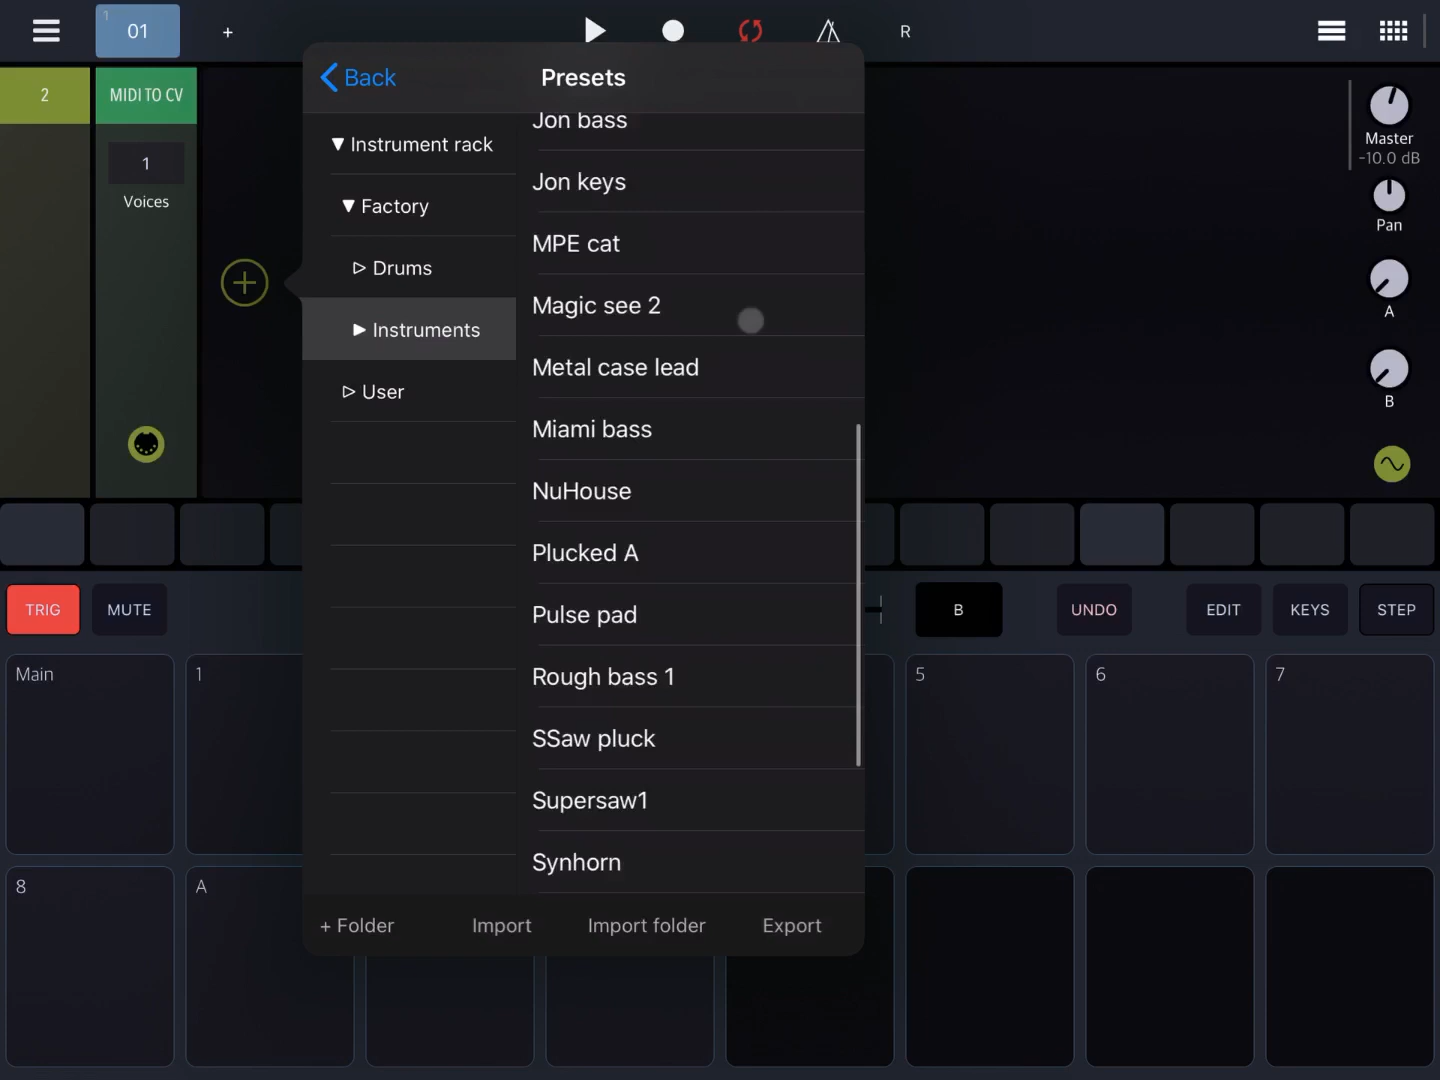 1
01
+
R
2
MIDI TO CV
1
Voices
Back
Presets
Instrument rack
Factory
Drums
Instruments
User
Jon bass
Jon keys
MPE cat
Magic see 2
Metal case lead
Miami bass
NuHouse
Plucked A
Pulse pad
Rough bass 1
SSaw pluck
Supersaw1
Synhorn
+ Folder
Import
Import folder
Export
Master
-10.0 dB
Pan
A
B
TRIG
MUTE
B
UNDO
EDIT
KEYS
STEP
Main
1
5
6
7
8
A